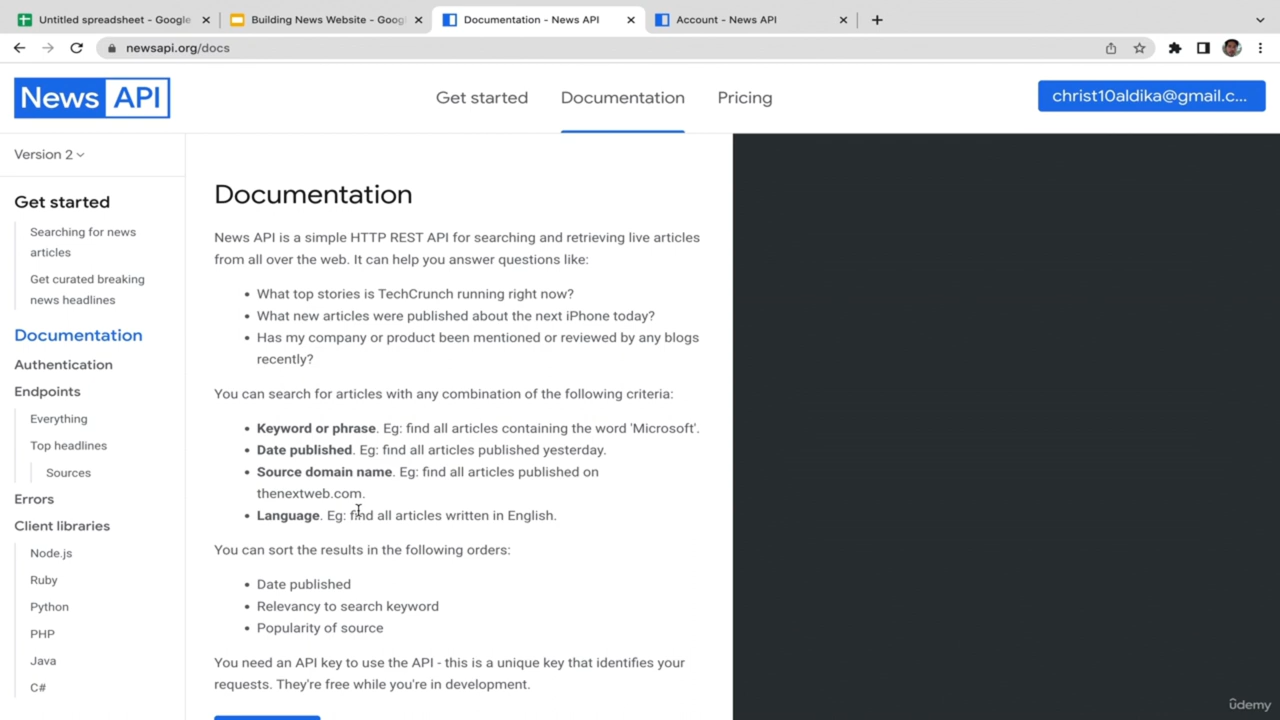 Untitled spreadsheet - Google
Building News Website - Goog
Documentation - News API
Account - News API
newsapi.org/docs
News API
Get started
Documentation
Pricing
christ10aldika@gmail.c...
Version 2
Get started
Searching for news
articles
Get curated breaking
news headlines
Documentation
Authentication
Endpoints
Everything
Top headlines
Sources
Errors
Client libraries
Node.js
Ruby
Python
PHP
Java
C#
Documentation
News API is a simple HTTP REST API for searching and retrieving live articles
from all over the web. It can help you answer questions like:
• What top stories is TechCrunch running right now?
• What new articles were published about the next iPhone today?
• Has my company or product been mentioned or reviewed by any blogs
recently?
You can search for articles with any combination of the following criteria:
• Keyword or phrase. Eg: find all articles containing the word 'Microsoft'.
• Date published. Eg: find all articles published yesterday.
• Source domain name. Eg: find all articles published on
thenextweb.com.
• Language. Eg: find all articles written in English.
You can sort the results in the following orders:
• Date published
• Relevancy to search keyword
• Popularity of source
You need an API key to use the API - this is a unique key that identifies your
requests. They're free while you're in development.
ûdemy